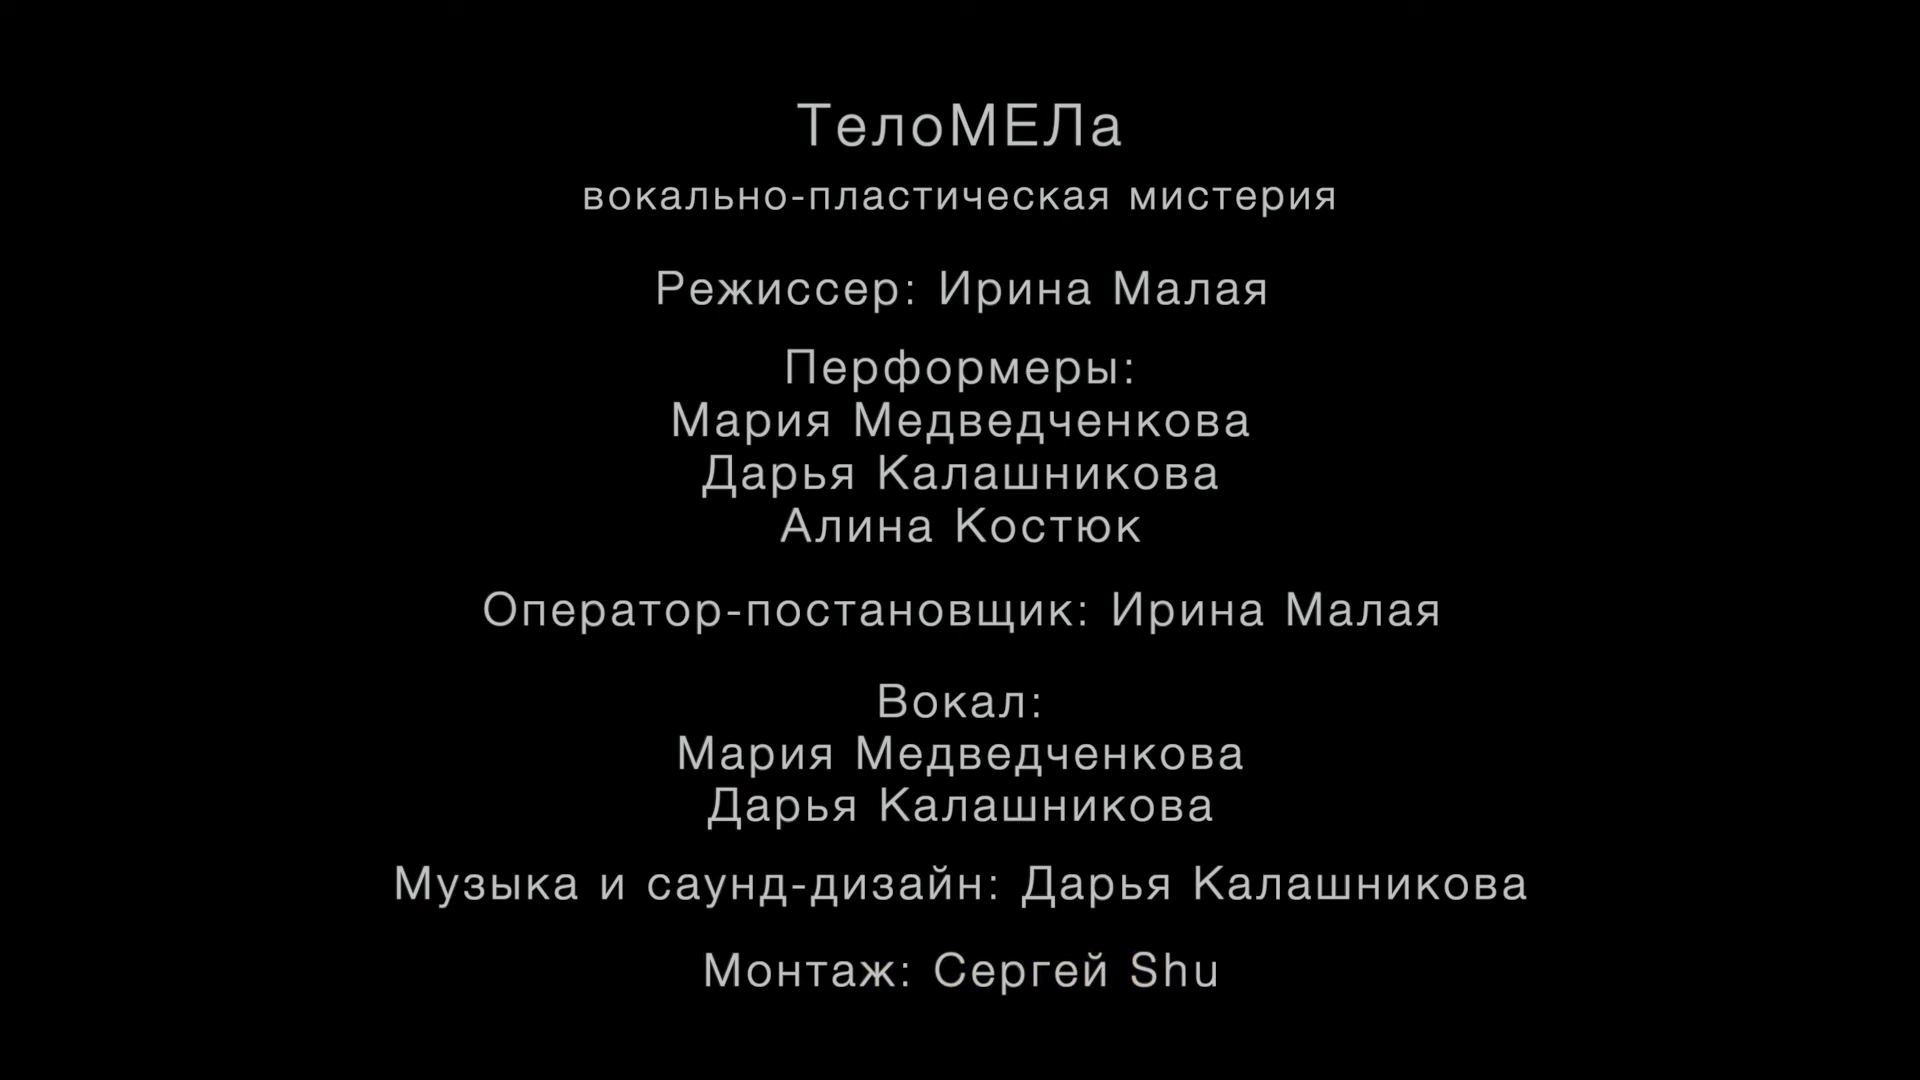 ТелоМЕЛа
вокально-пластическая мистерия
Режиссер: Ирина Малая
Перформеры:
Мария Медведченкова
Дарья Калашникова
Алина Костюк
Оператор-постановщик: Ирина Малая
Вокал:
Мария Медведченкова
Дарья Калашникова
Музыка и саунд-дизайн: Дарья Калашникова
Монтаж: Сергей Shu